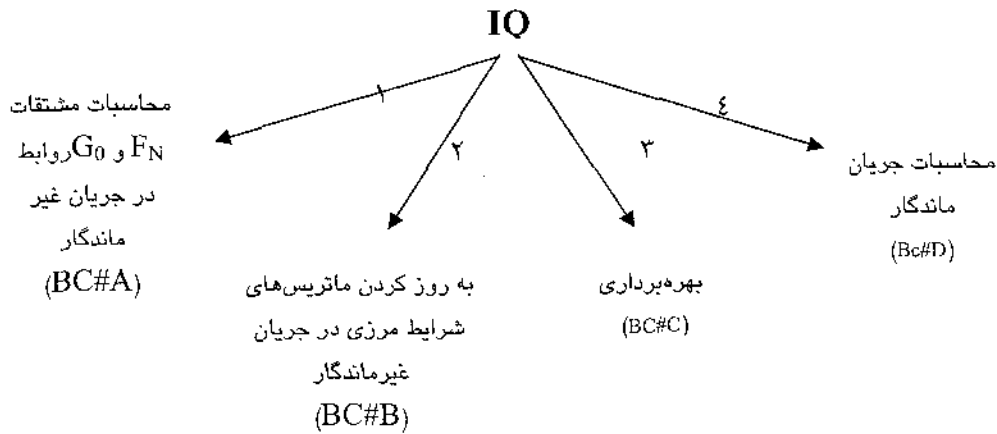 IQ
۱
محاسبات مشتقات
روابطG₀ و F_N
در جریان غیر
ماندگار
(BC#A)
۲
به روز کردن ماتریس‌های
شرایط مرزی در جریان
غیرماندگار
(BC#B)
۳
بهره‌برداری
(BC#C)
٤
محاسبات جریان
ماندگار
(Bc#D)